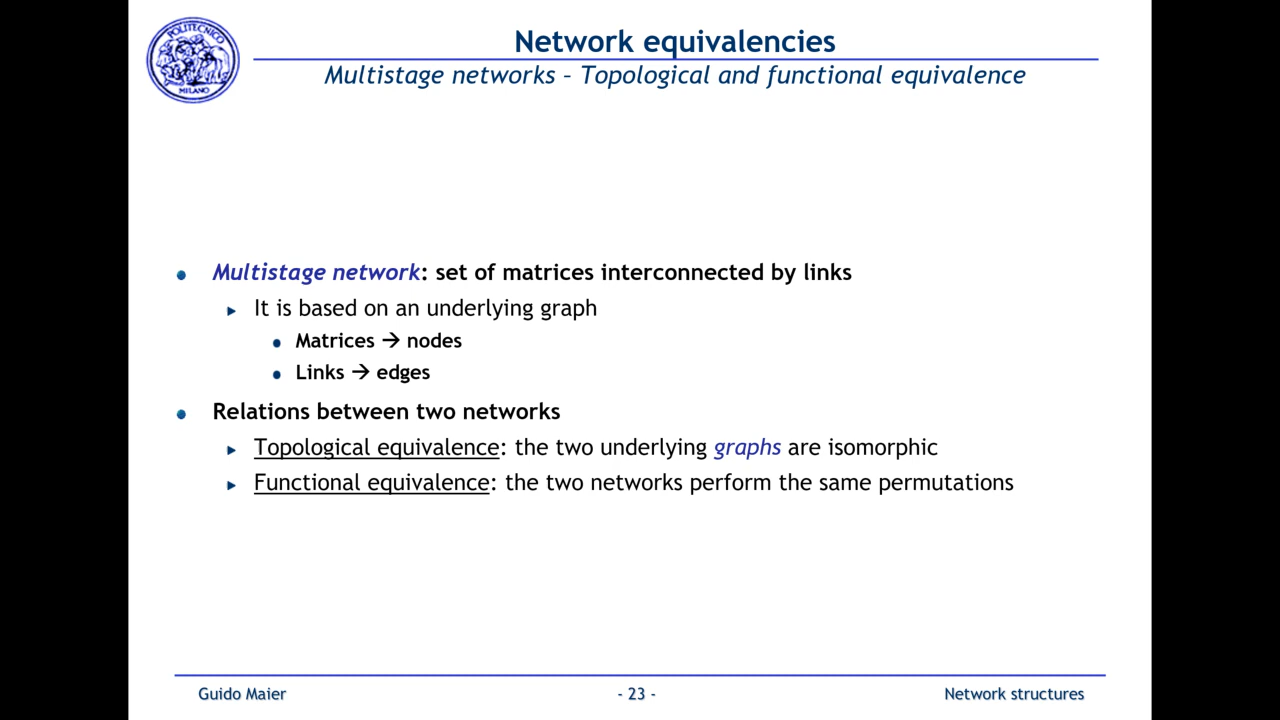 POLITECNICO
MILANO
Network equivalencies
Multistage networks – Topological and functional equivalence
Multistage network: set of matrices interconnected by links
It is based on an underlying graph
Matrices → nodes
Links → edges
Relations between two networks
Topological equivalence: the two underlying graphs are isomorphic
Functional equivalence: the two networks perform the same permutations
Guido Maier
- 23 -
Network structures